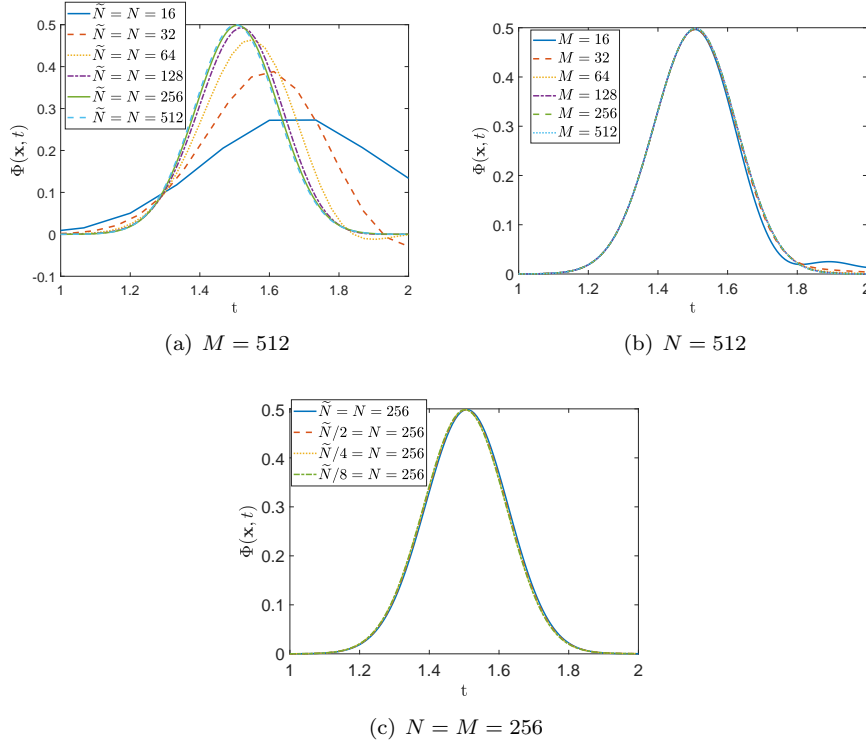 0.5
0.4
0.3
0.2
0.1
0
-0.1
Φ(x, t)
1
1.2
1.4
1.6
1.8
2
t
Ñ = N = 16
Ñ = N = 32
Ñ = N = 64
Ñ = N = 128
Ñ = N = 256
Ñ = N = 512
(a) M = 512
0.5
0.4
0.3
0.2
0.1
0
Φ(x, t)
1
1.2
1.4
1.6
1.8
2
t
M = 16
M = 32
M = 64
M = 128
M = 256
M = 512
(b) N = 512
0.5
0.4
0.3
0.2
0.1
0
Φ(x, t)
1
1.2
1.4
1.6
1.8
2
t
Ñ = N = 256
Ñ/2 = N = 256
Ñ/4 = N = 256
Ñ/8 = N = 256
(c) N = M = 256